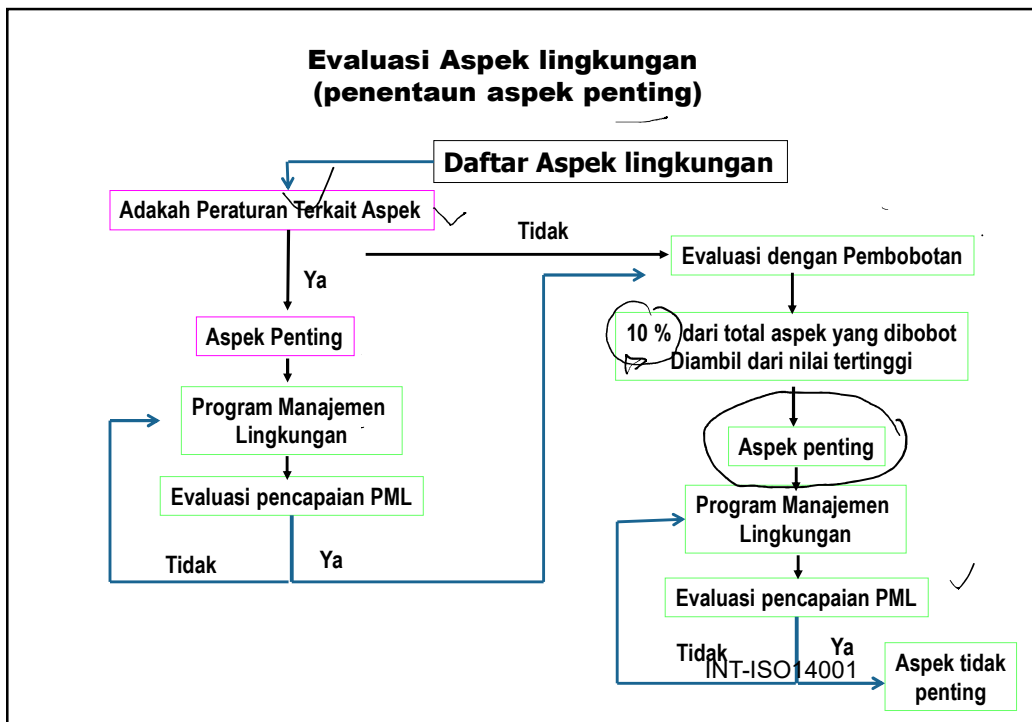 Evaluasi Aspek lingkungan
(penentaun aspek penting)
Daftar Aspek lingkungan
Adakah Peraturan Terkait Aspek
Tidak
Evaluasi dengan Pembobotan
Ya
Aspek Penting
10 % dari total aspek yang dibobot
Diambil dari nilai tertinggi
Program Manajemen
Lingkungan
Aspek penting
Evaluasi pencapaian PML
Program Manajemen
Lingkungan
Tidak
Ya
Evaluasi pencapaian PML
Tidak
Ya
INT-ISO14001
Aspek tidak
penting